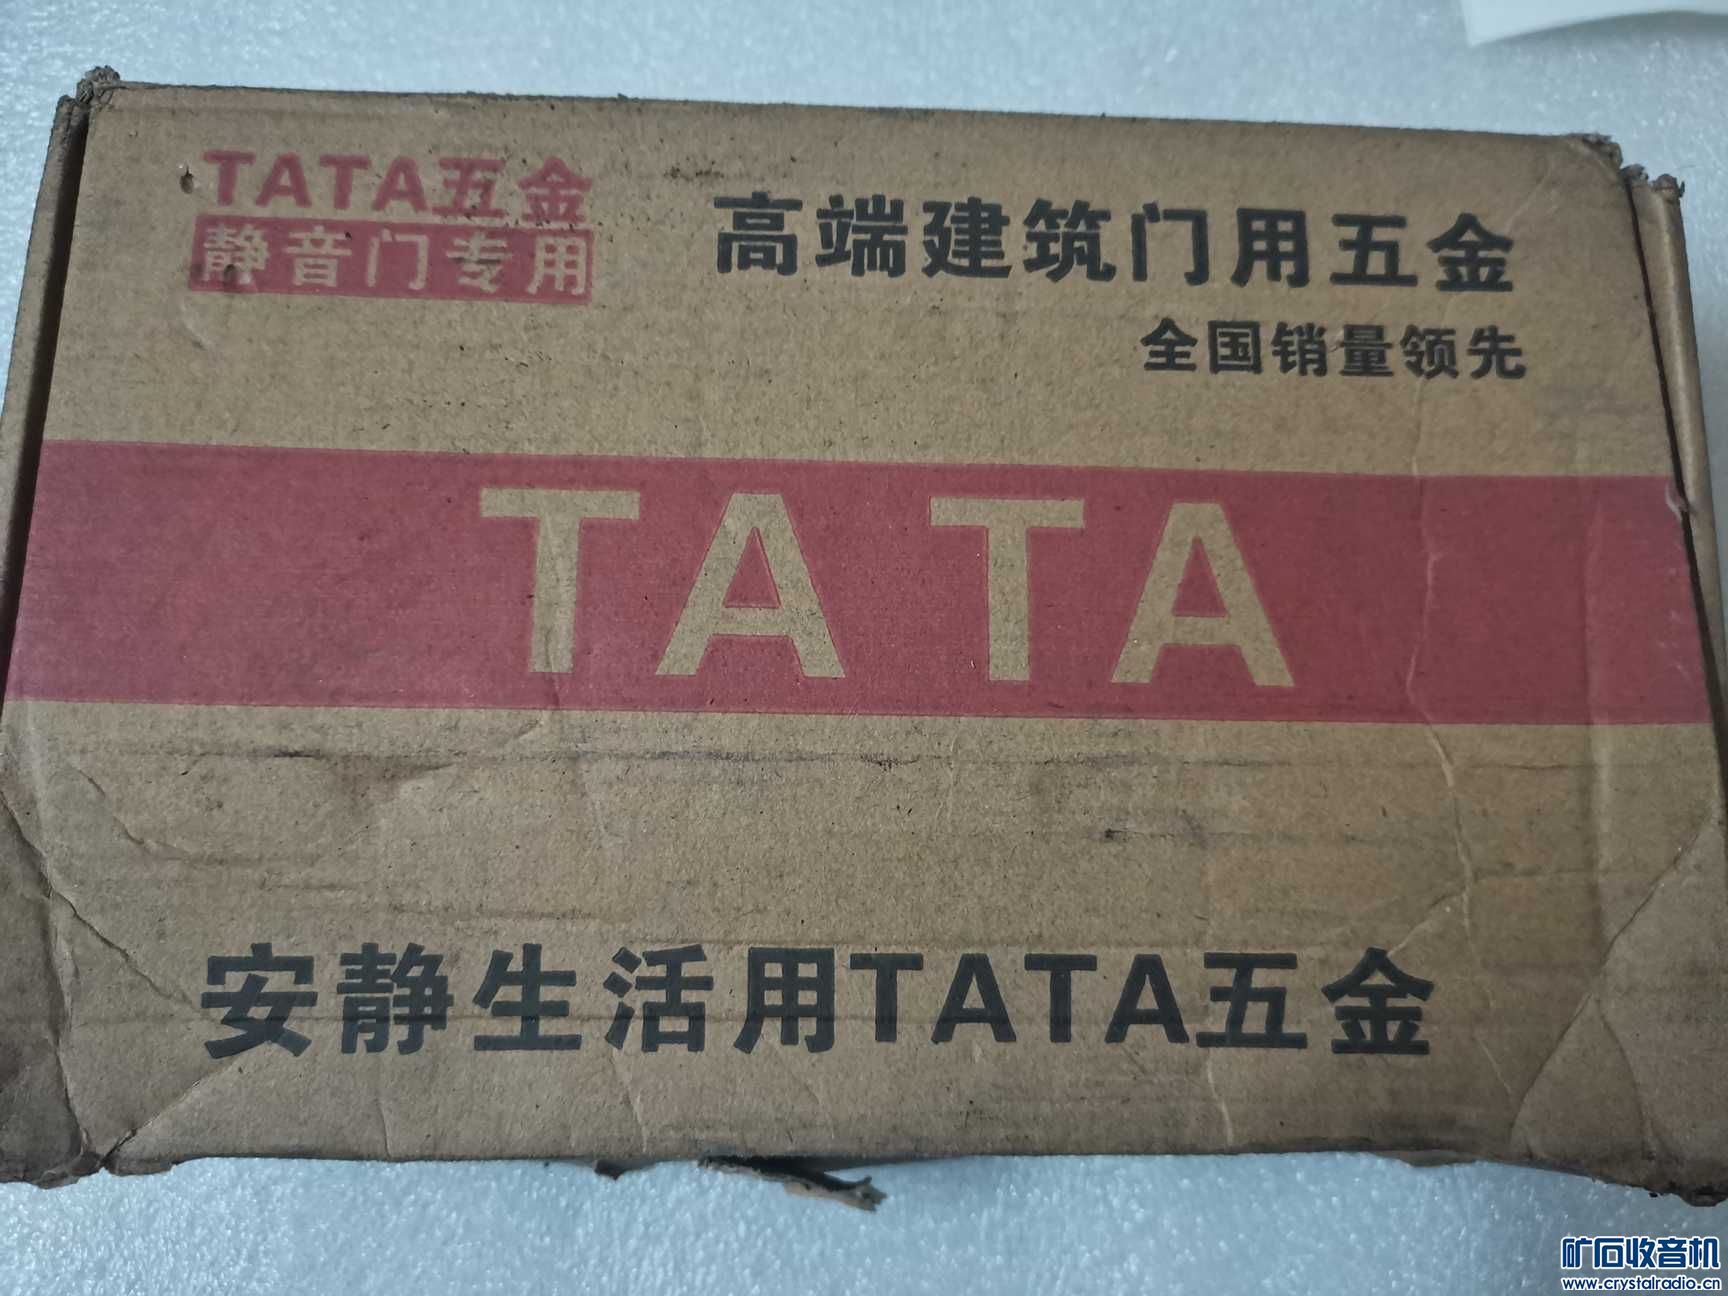 TATA五金
静音门专用
高端建筑门用五金
全国销量领先
TATA
安静生活用TATA五金
矿石收音机
www.crystalradio.cn